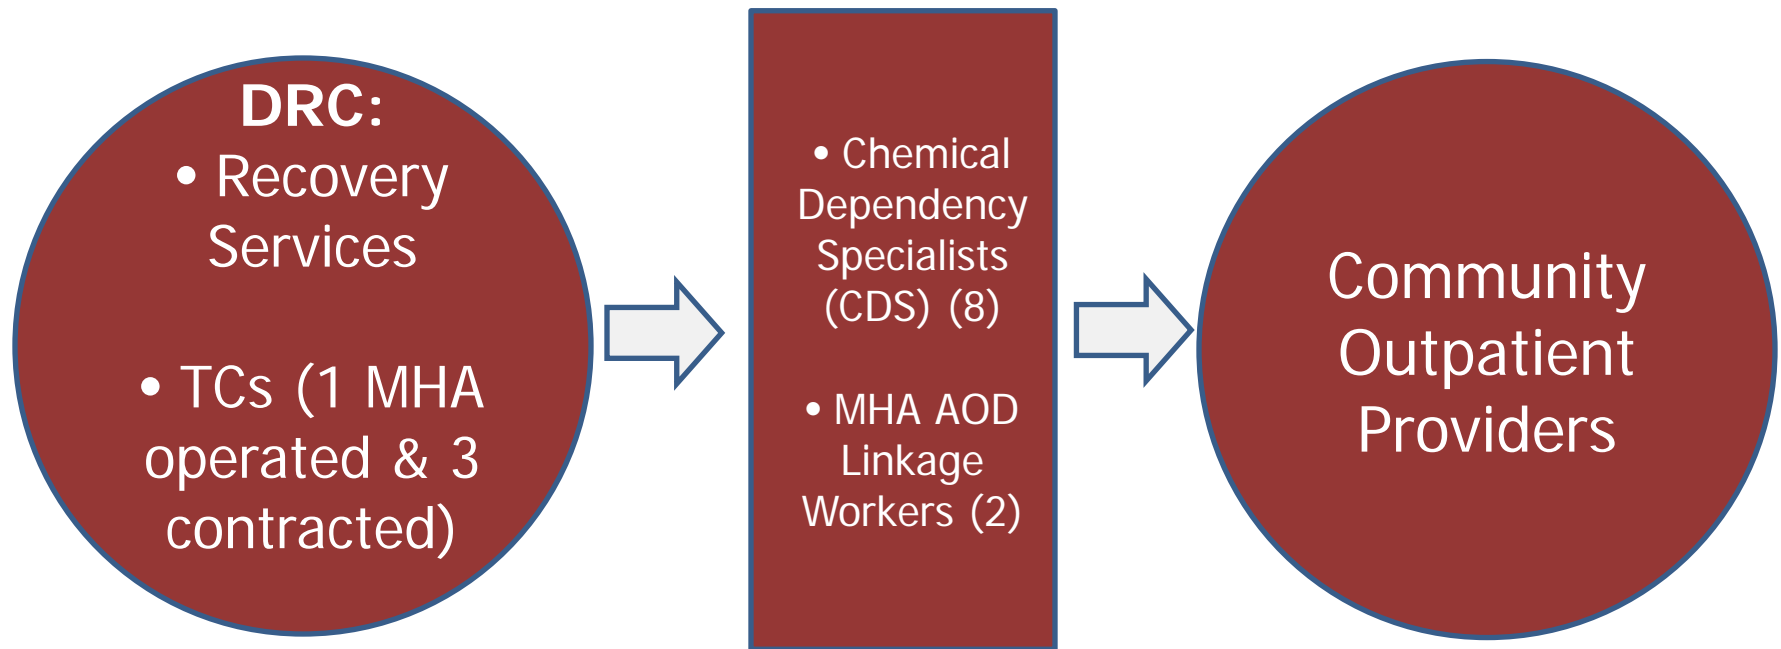 DRC:
• Recovery
Services
• TCs (1 MHA
operated & 3
contracted)
• Chemical
Dependency
Specialists
(CDS) (8)
• MHA AOD
Linkage
Workers (2)
Community
Outpatient
Providers